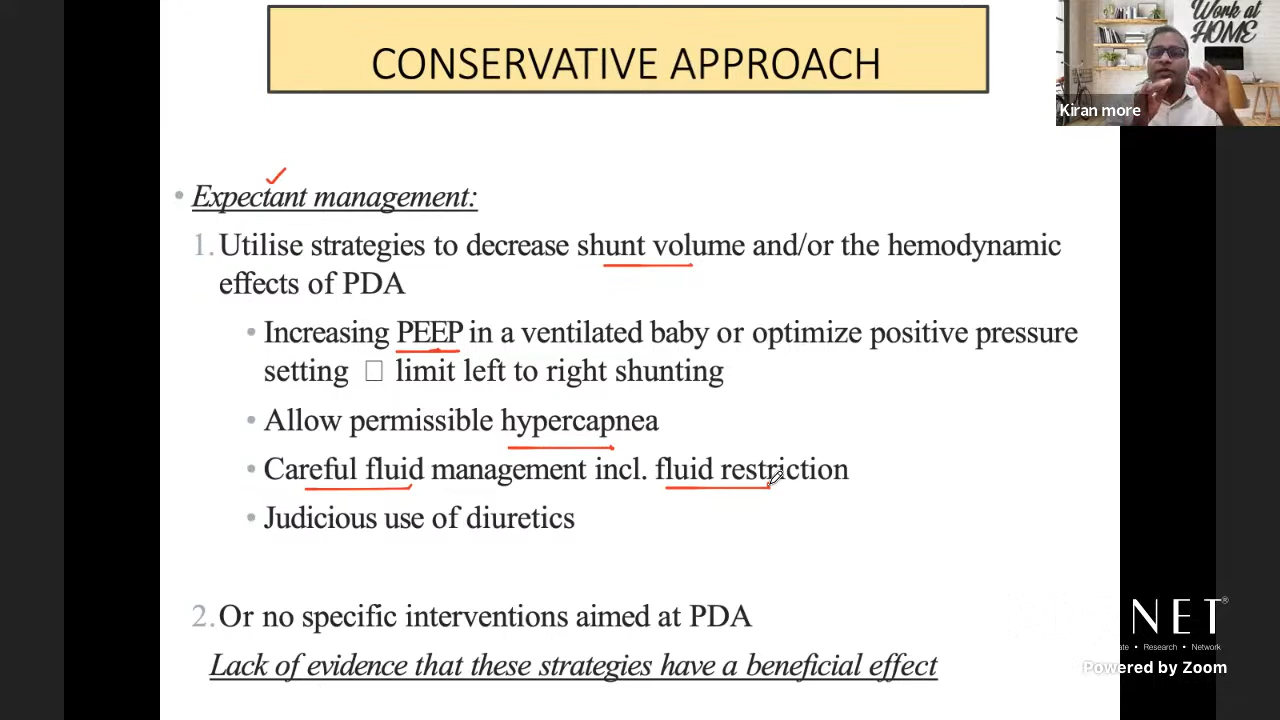 CONSERVATIVE APPROACH
Work at
HOME
Kiran more
• Expectant management:
1. Utilise strategies to decrease shunt volume and/or the hemodynamic
effects of PDA
• Increasing PEEP in a ventilated baby or optimize positive pressure
setting □ limit left to right shunting
• Allow permissible hypercapnea
• Careful fluid management incl. fluid restriction
• Judicious use of diuretics
2. Or no specific interventions aimed at PDA
Lack of evidence that these strategies have a beneficial effect
NET®
• Research • Network
Powered by Zoom